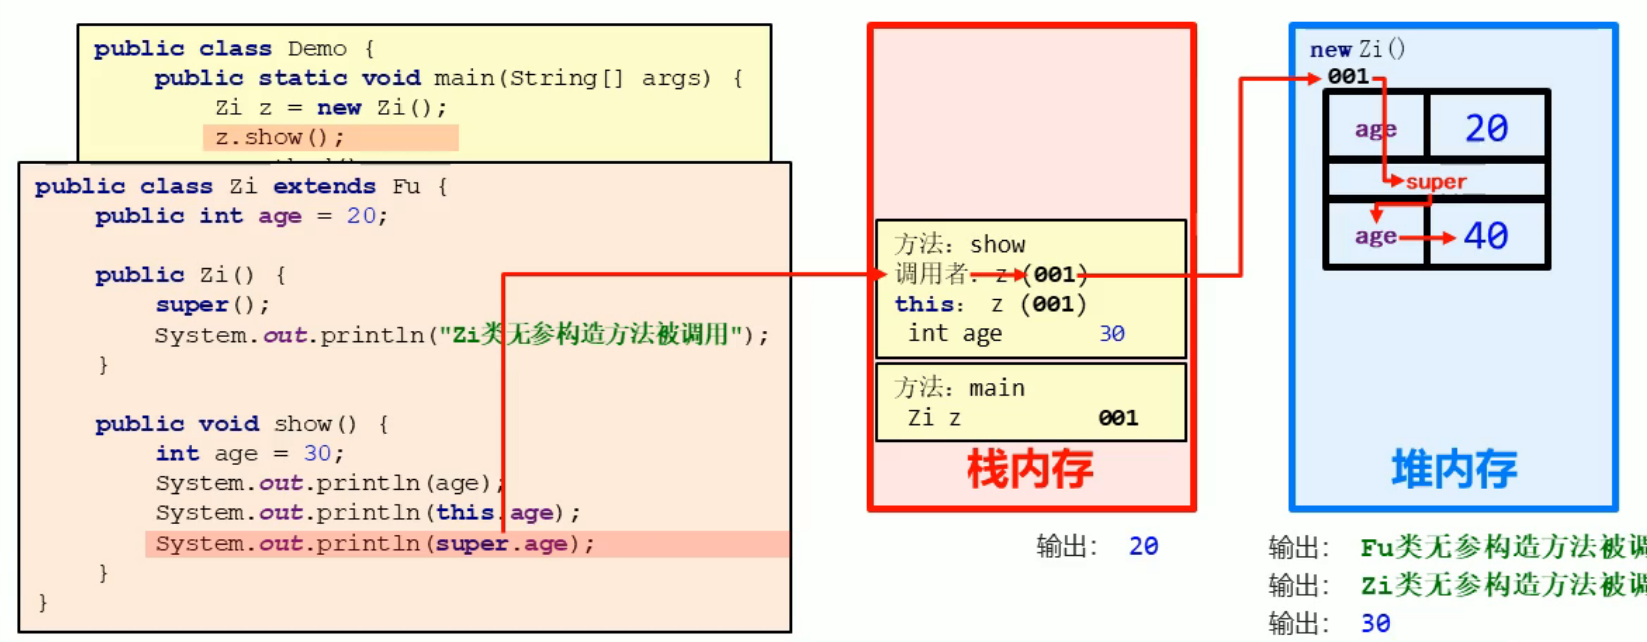 public class Demo {
public static void main(String[] args) {
Zi z = new Zi();
z.show();
public class Zi extends Fu {
public int age = 20;
public Zi() {
super();
System.out.println("Zi类无参构造方法被调用");
}
public void show() {
int age = 30;
System.out.println(age);
System.out.println(this.age);
System.out.println(super.age);
}
}
方法：show
调用者：z (001)
this： z (001)
int age 30
方法：main
Zi z 001
栈内存
输出： 20
new Zi()
001
age 20
super
age 40
堆内存
输出： Fu类无参构造方法被调
输出： Zi类无参构造方法被调
输出： 30